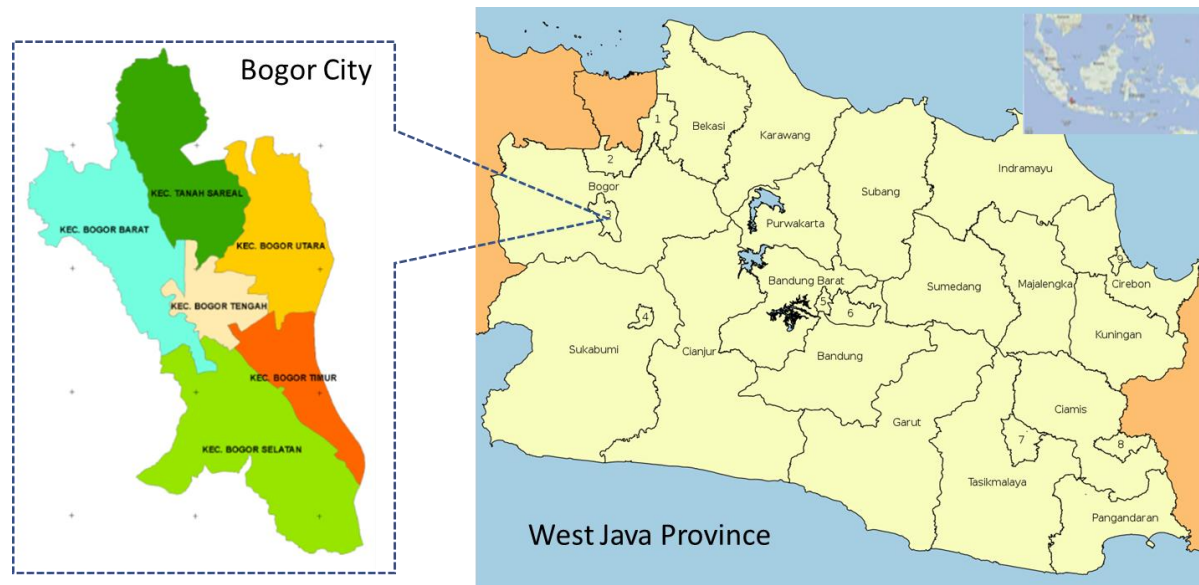 Bogor City
KEC. TANAH SAREAL
KEC. BOGOR BARAT
KEC. BOGOR UTARA
KEC. BOGOR TENGAH
KEC. BOGOR TIMUR
KEC. BOGOR SELATAN
1
Bekasi
Karawang
2
Bogor
3
Subang
Indramayu
Purwakarta
9
Cirebon
Bandung Barat
Sumedang
Majalengka
5
6
4
Kuningan
Sukabumi
Cianjur
Bandung
Ciamis
Garut
7
8
Tasikmalaya
Pangandaran
West Java Province